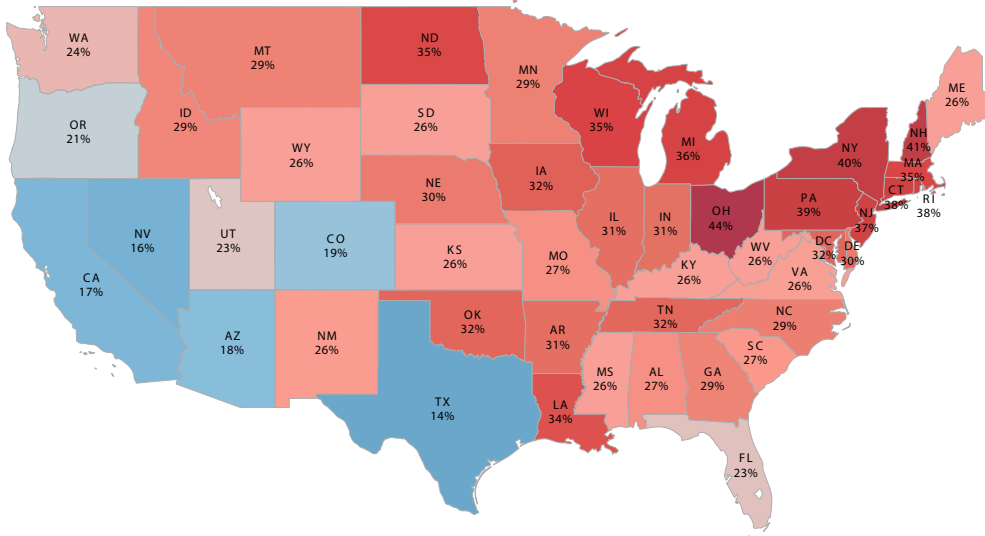 WA
24%
OR
21%
CA
17%
NV
16%
ID
29%
MT
29%
WY
26%
UT
23%
CO
19%
AZ
18%
NM
26%
ND
35%
SD
26%
NE
30%
KS
26%
OK
32%
TX
14%
MN
29%
IA
32%
MO
27%
AR
31%
LA
34%
WI
35%
IL
31%
IN
31%
MI
36%
OH
44%
KY
26%
TN
32%
MS
26%
AL
27%
GA
29%
FL
23%
SC
27%
NC
29%
VA
26%
WV
26%
DC
32%
DE
30%
PA
39%
NJ
37%
NY
40%
CT
38%
RI
38%
MA
35%
NH
41%
ME
26%